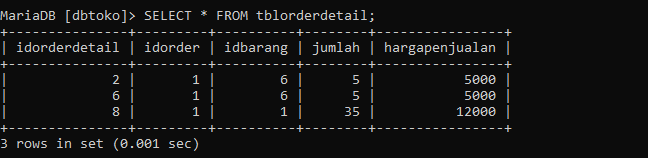 MariaDB [dbtoko]> SELECT * FROM tblorderdetail;
+---------------+---------+----------+--------+----------------+
| idorderdetail | idorder | idbarang | jumlah | hargapenjualan |
+---------------+---------+----------+--------+----------------+
|             2 |       1 |        6 |      5 |           5000 |
|             6 |       1 |        6 |      5 |           5000 |
|             8 |       1 |        1 |     35 |          12000 |
+---------------+---------+----------+--------+----------------+
3 rows in set (0.001 sec)